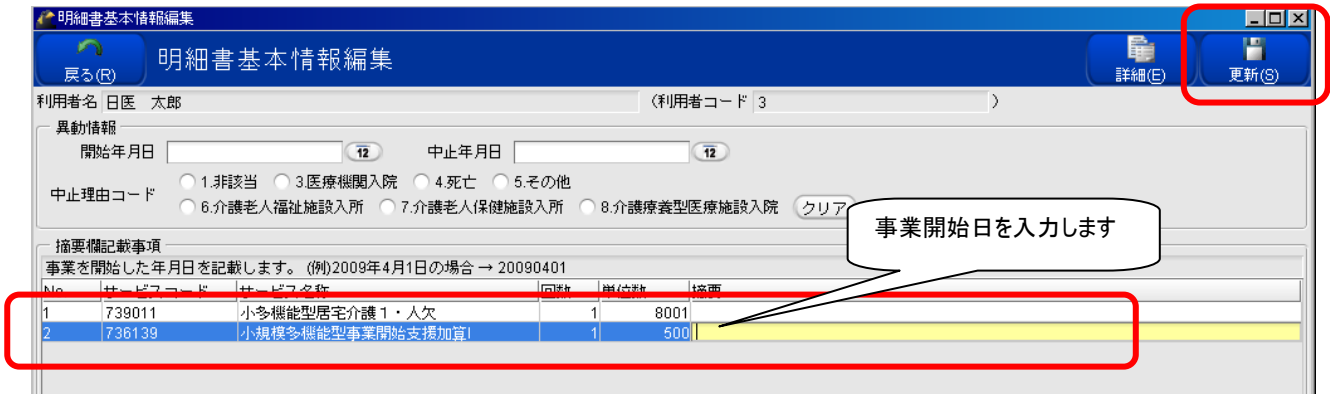 明細書基本情報編集
戻る(R) 明細書基本情報編集 詳細(E) 更新(S)
利用者名 日医 太郎 (利用者コード 3 )
異動情報
開始年月日 12 中止年月日 12
中止理由コード 1.非該当 3.医療機関入院 4.死亡 5.その他
6.介護老人福祉施設入所 7.介護老人保健施設入所 8.介護療養型医療施設入院 クリア
事業開始日を入力します
摘要欄記載事項
事業を開始した年月日を記載します。(例)2009年4月1日の場合→20090401
No サービスコード サービス名称 回数 単位数 摘要
1 739011 小多機能型居宅介護1・人欠 1 8001
2 736139 小規模多機能型事業開始支援加算I 1 500